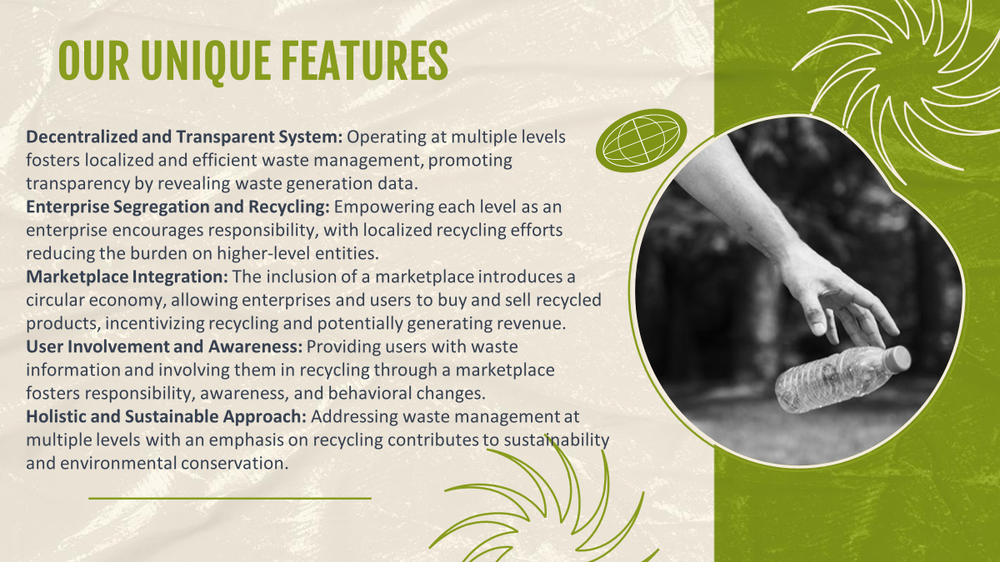 OUR UNIQUE FEATURES
Decentralized and Transparent System: Operating at multiple levels
fosters localized and efficient waste management, promoting
transparency by revealing waste generation data.
Enterprise Segregation and Recycling: Empowering each level as an
enterprise encourages responsibility, with localized recycling efforts
reducing the burden on higher-level entities.
Marketplace Integration: The inclusion of a marketplace introduces a
circular economy, allowing enterprises and users to buy and sell recycled
products, incentivizing recycling and potentially generating revenue.
User Involvement and Awareness: Providing users with waste
information and involving them in recycling through a marketplace
fosters responsibility, awareness, and behavioral changes.
Holistic and Sustainable Approach: Addressing waste management at
multiple levels with an emphasis on recycling contributes to sustainability
and environmental conservation.